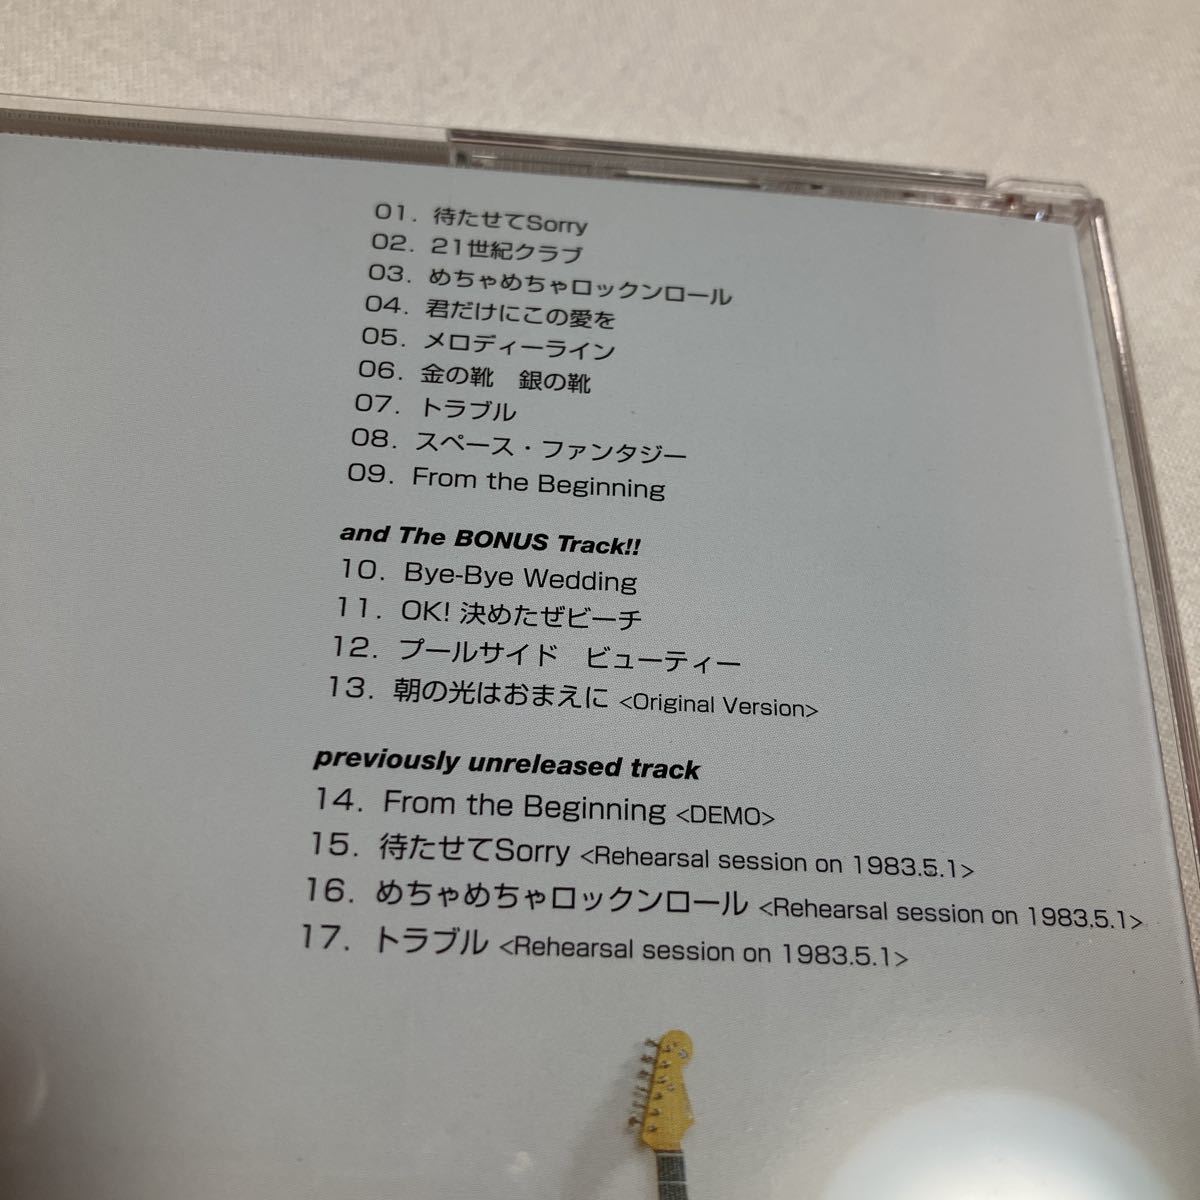 01. 待たせてSorry
02. 21世紀クラブ
03. めちゃめちゃロックンロール
04. 君だけにこの愛を
05. メロディーライン
06. 金の靴　銀の靴
07. トラブル
08. スペース・ファンタジー
09. From the Beginning
and The BONUS Track!!
10. Bye-Bye Wedding
11. OK! 決めたぜビーチ
12. プールサイド　ビューティー
13. 朝の光はおまえに <Original Version>
previously unreleased track
14. From the Beginning <DEMO>
15. 待たせてSorry <Rehearsal session on 1983.5.1>
16. めちゃめちゃロックンロール <Rehearsal session on 1983.5.1>
17. トラブル <Rehearsal session on 1983.5.1>